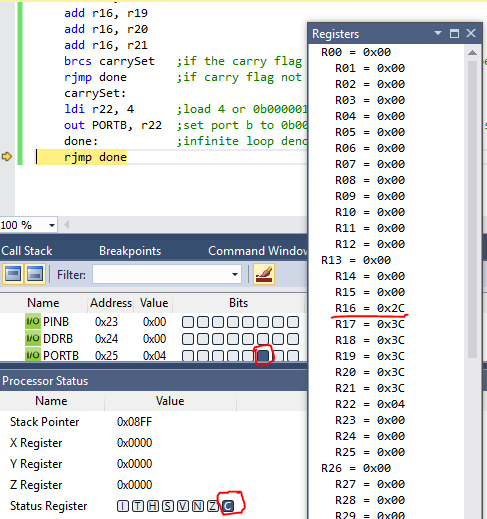 add r16, r19
add r16, r20
add r16, r21
brcs carrySet ;if the carry flag
rjmp done ;if carry flag not
carrySet:
ldi r22, 4 ;load 4 or 0b000001
out PORTB, r22 ;set port b to 0b00
done: ;infinite loop deno
rjmp done
100 %
Call Stack Breakpoints Command Window
Filter:
Name Address Value Bits
I/O PINB 0x23 0x00
I/O DDRB 0x24 0x00
I/O PORTB 0x25 0x04
Processor Status
Name Value
Stack Pointer 0x08FF
X Register 0x0000
Y Register 0x0000
Z Register 0x0000
Status Register I T H S V N Z C
Registers
R00 = 0x00
R01 = 0x00
R02 = 0x00
R03 = 0x00
R04 = 0x00
R05 = 0x00
R06 = 0x00
R07 = 0x00
R08 = 0x00
R09 = 0x00
R10 = 0x00
R11 = 0x00
R12 = 0x00
R13 = 0x00
R14 = 0x00
R15 = 0x00
R16 = 0x2C
R17 = 0x3C
R18 = 0x3C
R19 = 0x3C
R20 = 0x3C
R21 = 0x3C
R22 = 0x04
R23 = 0x00
R24 = 0x00
R25 = 0x00
R26 = 0x00
R27 = 0x00
R28 = 0x00
R29 = 0x00